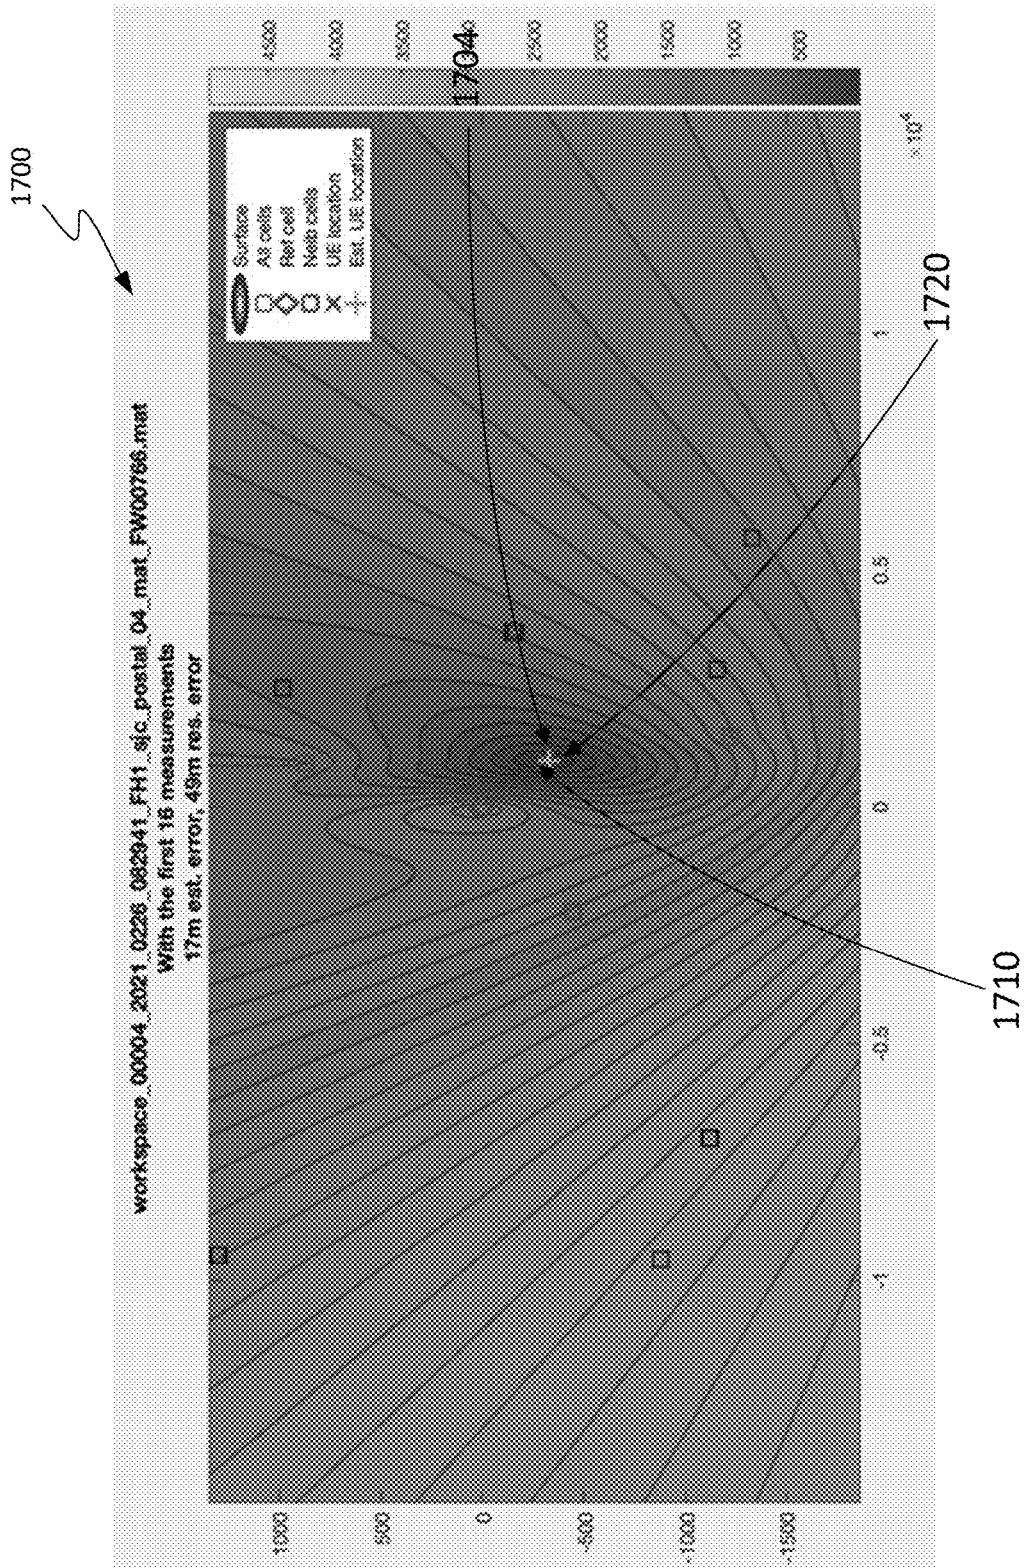 1700
workspace_00004_2021_0226_082941_FH1_sjc_postal_04_mat_FW00766.mat
With the first 16 measurements
17m est. error, 49m res. error
Surface
All cells
Ref cell
Neib cells
UE location
Est. UE location
4500
4000
3500
1704
2500
2000
1500
1000
500
1000
500
0
-500
-1000
-1500
-1
-0.5
0
0.5
1
×10⁴
1710
1720